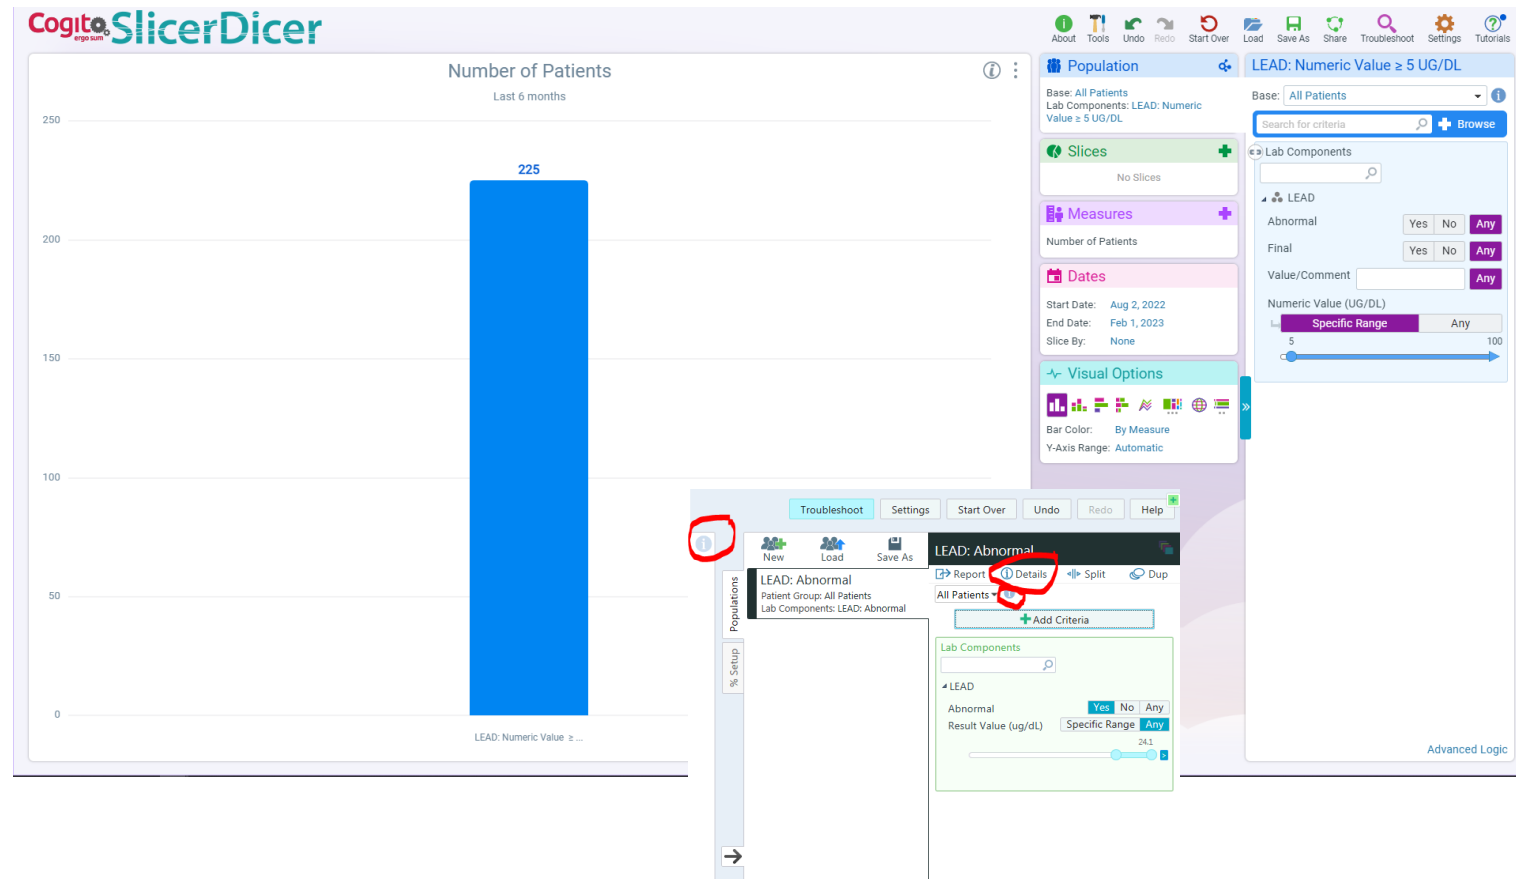 Cogito
ergo sum
SlicerDicer
About Tools Undo Redo Start Over Load Save As Share Troubleshoot Settings Tutorials
Number of Patients
Last 6 months
250
200
150
100
50
0
225
LEAD: Numeric Value ≥ ...
Population
Base: All Patients
Lab Components: LEAD: Numeric
Value ≥ 5 UG/DL
Slices
No Slices
Measures
Number of Patients
Dates
Start Date: Aug 2, 2022
End Date: Feb 1, 2023
Slice By: None
Visual Options
Bar Color: By Measure
Y-Axis Range: Automatic
LEAD: Numeric Value ≥ 5 UG/DL
Base: All Patients
Search for criteria Browse
Lab Components
LEAD
Abnormal Yes No Any
Final Yes No Any
Value/Comment Any
Numeric Value (UG/DL)
Specific Range Any
5 100
Advanced Logic
Troubleshoot Settings Start Over Undo Redo Help
New Load Save As
Populations
% Setup
LEAD: Abnormal
Patient Group: All Patients
Lab Components: LEAD: Abnormal
LEAD: Abnormal
Report Details Split Dup
All Patients
Add Criteria
Lab Components
LEAD
Abnormal Yes No Any
Result Value (ug/dL) Specific Range Any
24.1